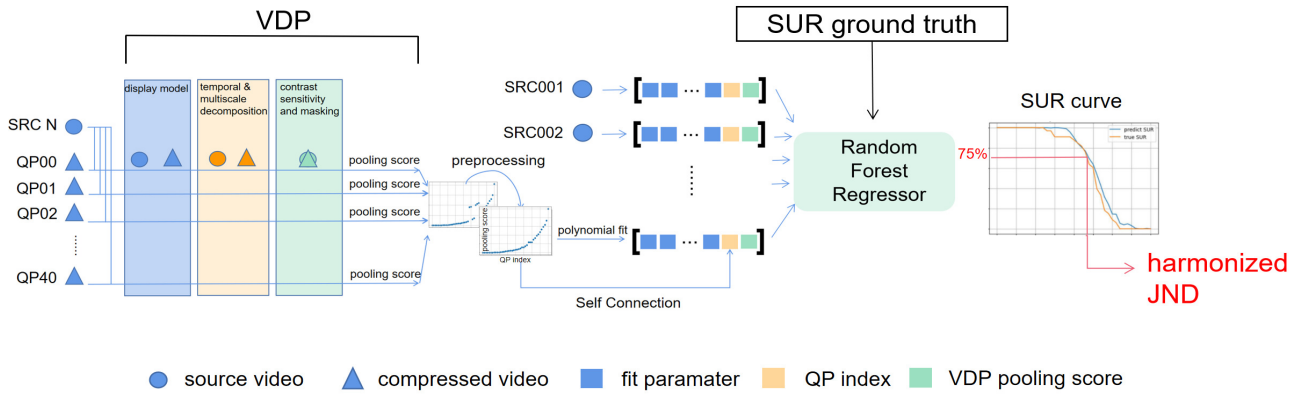 VDP
SUR ground truth
display model
temporal &
multiscale
decomposition
contrast
sensitivity
and masking
SRC N
QP00
QP01
QP02
QP40
pooling score
pooling score
pooling score
pooling score
preprocessing
pooling score
QP index
polynomial fit
Self Connection
SRC001
SRC002
Random
Forest
Regressor
SUR curve
predict SUR
true SUR
75%
harmonized
JND
source video
compressed video
fit paramater
QP index
VDP pooling score